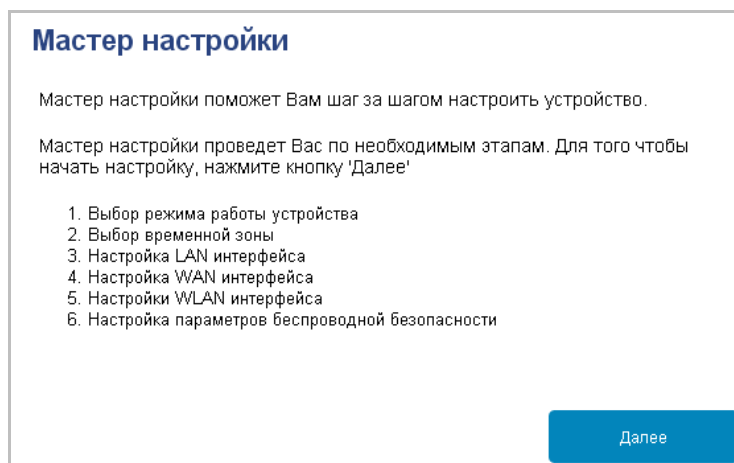 Мастер настройки
Мастер настройки поможет Вам шаг за шагом настроить устройство.
Мастер настройки проведет Вас по необходимым этапам. Для того чтобы
начать настройку, нажмите кнопку 'Далее'
1. Выбор режима работы устройства
2. Выбор временной зоны
3. Настройка LAN интерфейса
4. Настройка WAN интерфейса
5. Настройки WLAN интерфейса
6. Настройка параметров беспроводной безопасности
Далее